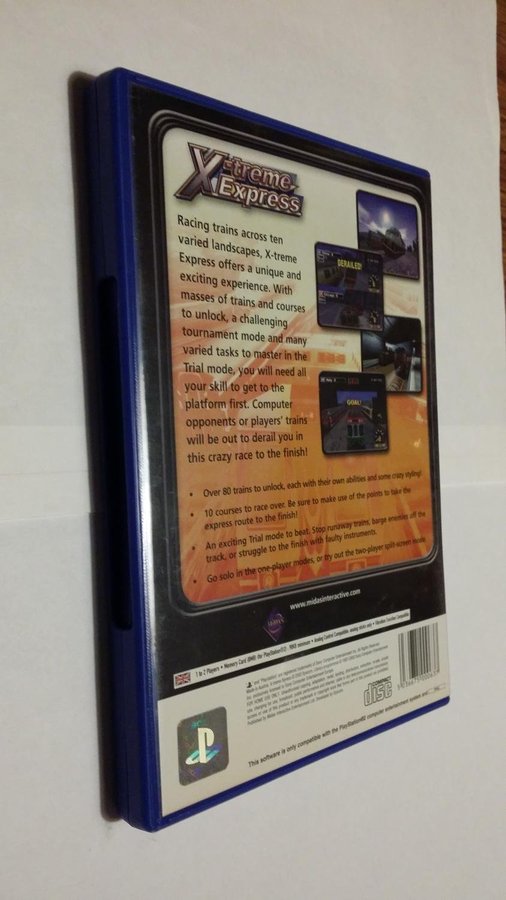 X-treme
Express
Racing trains across ten
varied landscapes, X-treme
Express offers a unique and
exciting experience. With
masses of trains and courses
to unlock, a challenging
tournament mode and many
varied tasks to master in the
Trial mode, you will need all
your skill to get to the
platform first. Computer
opponents or players' trains
will be out to derail you in
this crazy race to the finish!
DERAILED!
GOAL!
• Over 80 trains to unlock, each with their own abilities and some crazy styling!
• 10 courses to race over. Be sure to make use of the points to take the
express route to the finish!
• An exciting Trial mode to beat. Stop runaway trains, barge enemies off the
track, or struggle to the finish with faulty instruments.
• Go solo in the one-player modes, or try out the two-player split-screen mode.
www.midasinteractive.com
MIDAS
1 to 2 Players • Memory Card (8MB) (for PlayStation®2)
• Analog Control Compatible: analog sticks only • Vibration Function Compatible
COMPACT
disc
This software is only compatible with the PlayStation®2 computer entertainment system